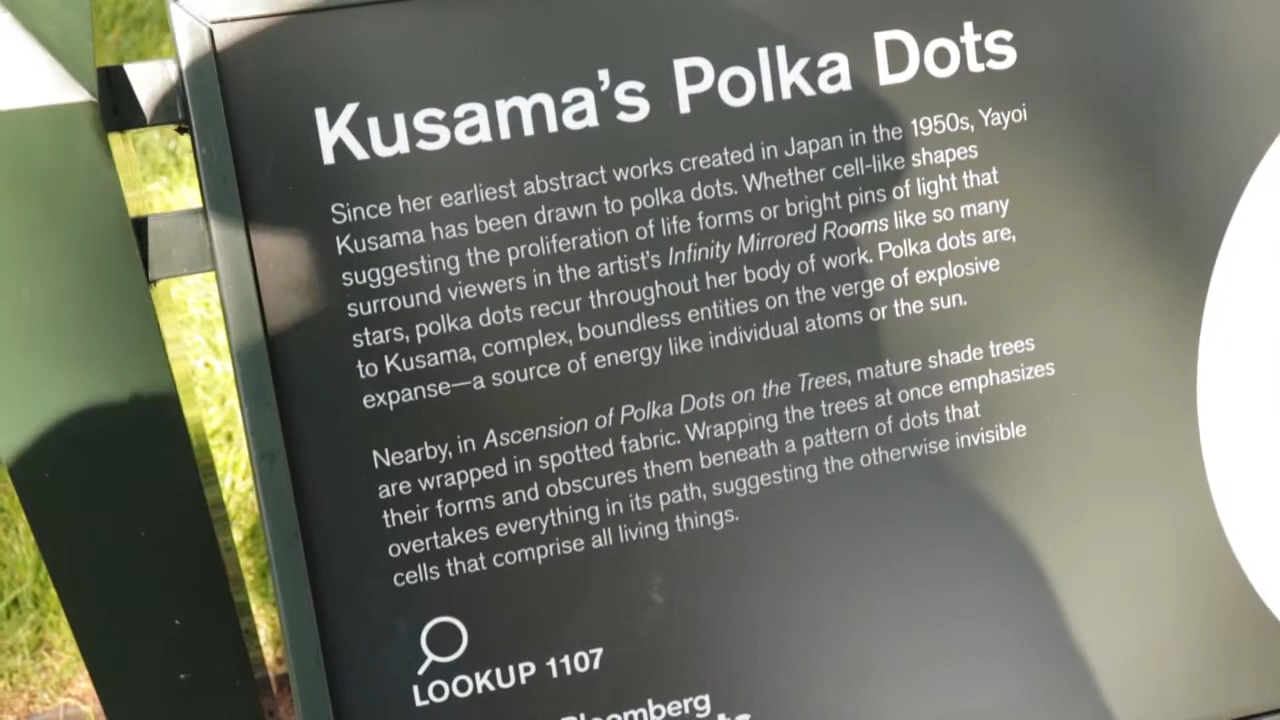 Kusama’s Polka Dots
Since her earliest abstract works created in Japan in the 1950s, Yayoi
Kusama has been drawn to polka dots. Whether cell-like shapes
suggesting the proliferation of life forms or bright pins of light that
surround viewers in the artist’s Infinity Mirrored Rooms like so many
stars, polka dots recur throughout her body of work. Polka dots are,
to Kusama, complex, boundless entities on the verge of explosive
expanse—a source of energy like individual atoms or the sun.
Nearby, in Ascension of Polka Dots on the Trees, mature shade trees
are wrapped in spotted fabric. Wrapping the trees at once emphasizes
their forms and obscures them beneath a pattern of dots that
overtakes everything in its path, suggesting the otherwise invisible
cells that comprise all living things.
LOOKUP 1107
Bloomberg